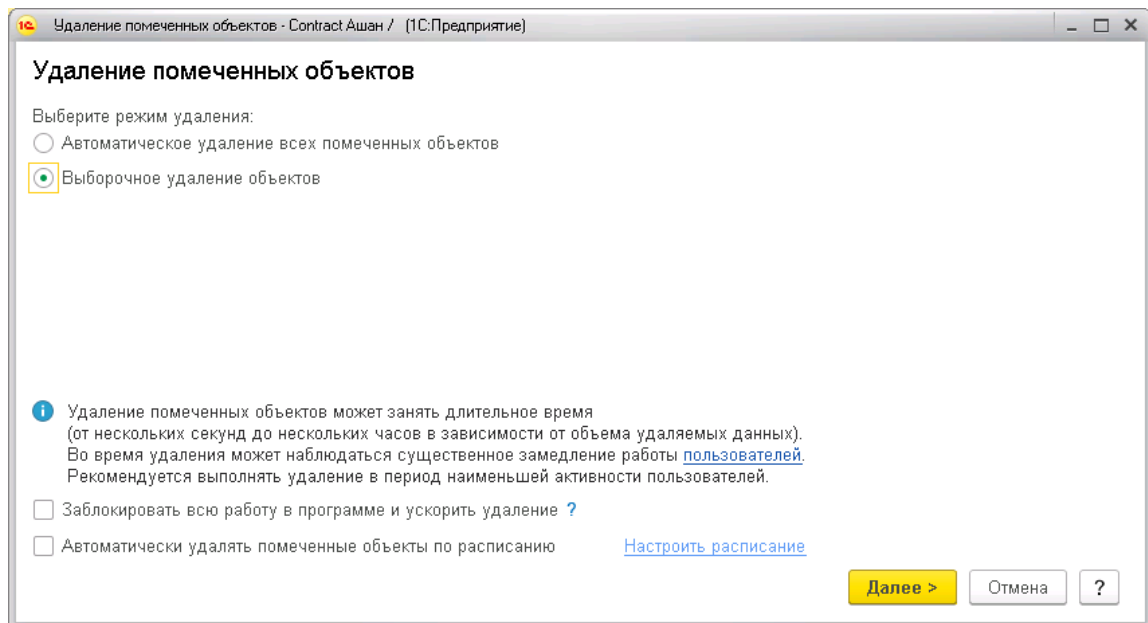 1С Удаление помеченных объектов - Contract Ашан / (1С:Предприятие)
Удаление помеченных объектов
Выберите режим удаления:
Автоматическое удаление всех помеченных объектов
Выборочное удаление объектов
i Удаление помеченных объектов может занять длительное время
(от нескольких секунд до нескольких часов в зависимости от объема удаляемых данных).
Во время удаления может наблюдаться существенное замедление работы пользователей.
Рекомендуется выполнять удаление в период наименьшей активности пользователей.
Заблокировать всю работу в программе и ускорить удаление ?
Автоматически удалять помеченные объекты по расписанию Настроить расписание
Далее > Отмена ?